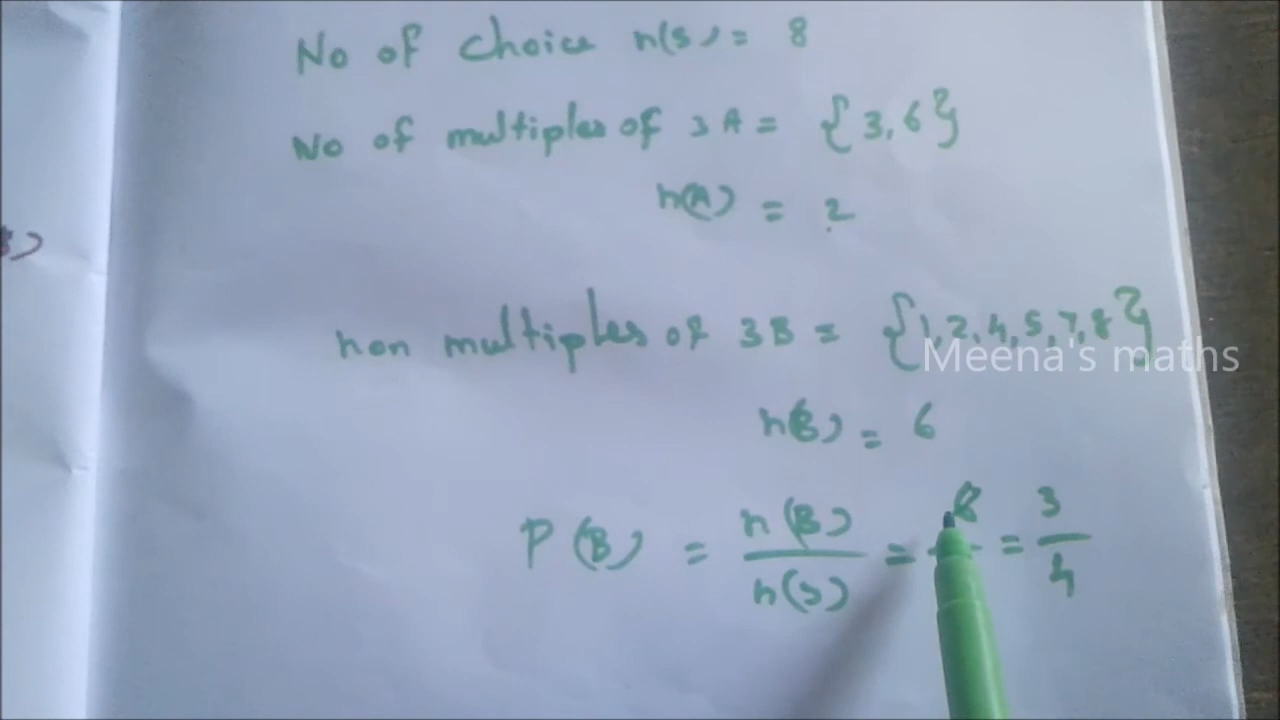 No of choice n(s) = 8
No of multiples of 3 A = {3,6}
n(A) = 2
non multiples of 3 B = {1,2,4,5,7,8}
Meena's maths
n(B) = 6
P(B) = n(B)/n(s) = 6 = 3/4